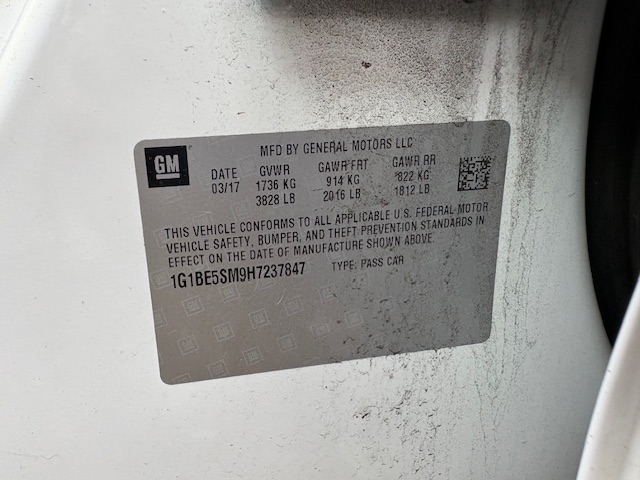 GM
MFD BY GENERAL MOTORS LLC
DATE GVWR GAWR FRT GAWR RR
03/17 1736 KG 914 KG 822 KG
3828 LB 2016 LB 1812 LB
THIS VEHICLE CONFORMS TO ALL APPLICABLE U.S. FEDERAL MOTOR
VEHICLE SAFETY, BUMPER, AND THEFT PREVENTION STANDARDS IN
EFFECT ON THE DATE OF MANUFACTURE SHOWN ABOVE.
1G1BE5SM9H7237847 TYPE: PASS CAR